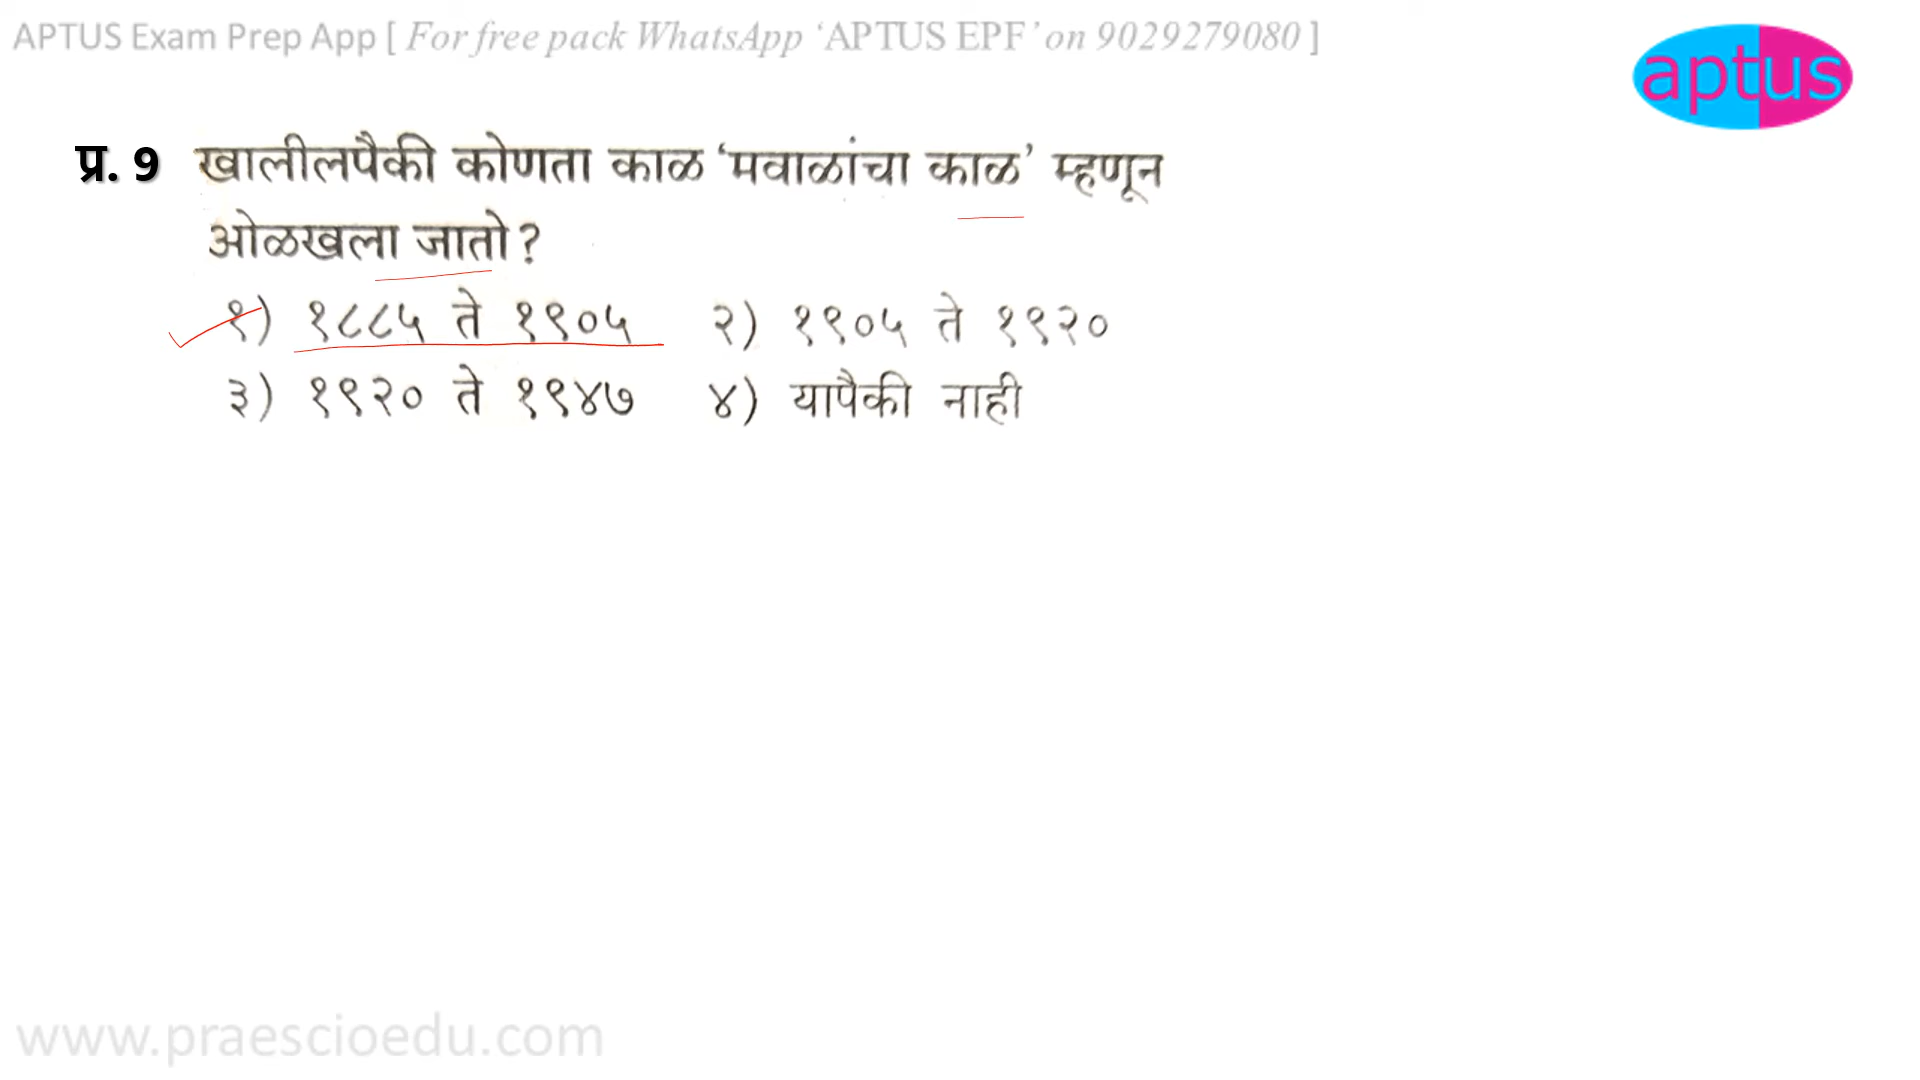 APTUS Exam Prep App [ For free pack WhatsApp ‘APTUS EPF’ on 9029279080 ]
aptus
प्र. 9 खालीलपैकी कोणता काळ ‘मवाळांचा काळ’ म्हणून
ओळखला जातो?
१) १८८५ ते १९०५ २) १९०५ ते १९२०
३) १९२० ते १९४७ ४) यापैकी नाही
www.praescioedu.com